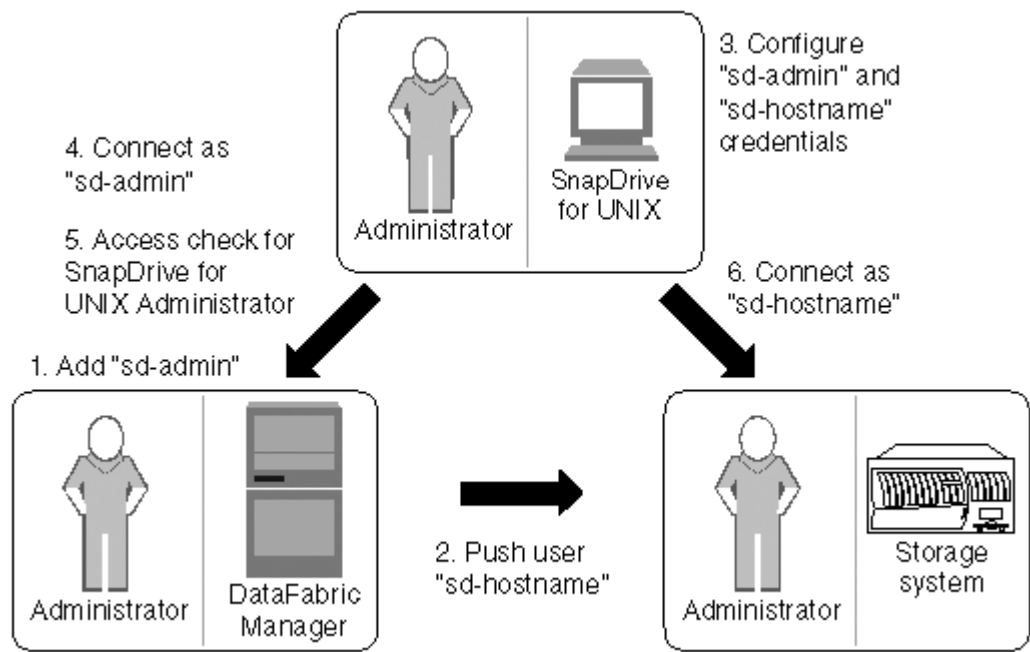 3. Configure
"sd-admin" and
"sd-hostname"
credentials
SnapDrive
for UNIX
Administrator
4. Connect as
"sd-admin"
5. Access check for
SnapDrive for
UNIX Administrator
6. Connect as
"sd-hostname"
1. Add "sd-admin"
Administrator
DataFabric
Manager
2. Push user
"sd-hostname"
Administrator
Storage
system